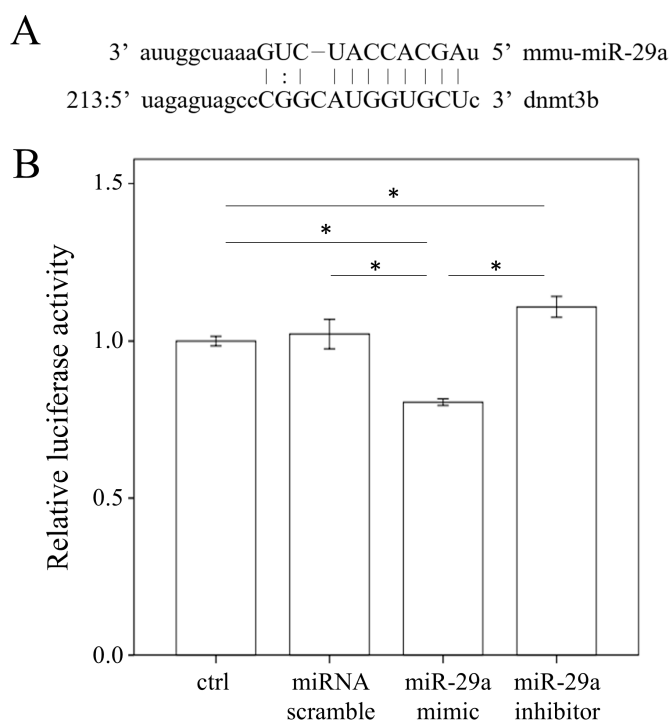 A
3’ auuggcuaaaGUC–UACCACGAu 5’ mmu-miR-29a
| : | | | | | | | | |
213:5’ uagaguagccCGGCAUGGUGCUc 3’ dnmt3b
B
Relative luciferase activity
1.5
1.0
0.5
0.0
*
*
* *
ctrl miRNA scramble miR-29a mimic miR-29a inhibitor